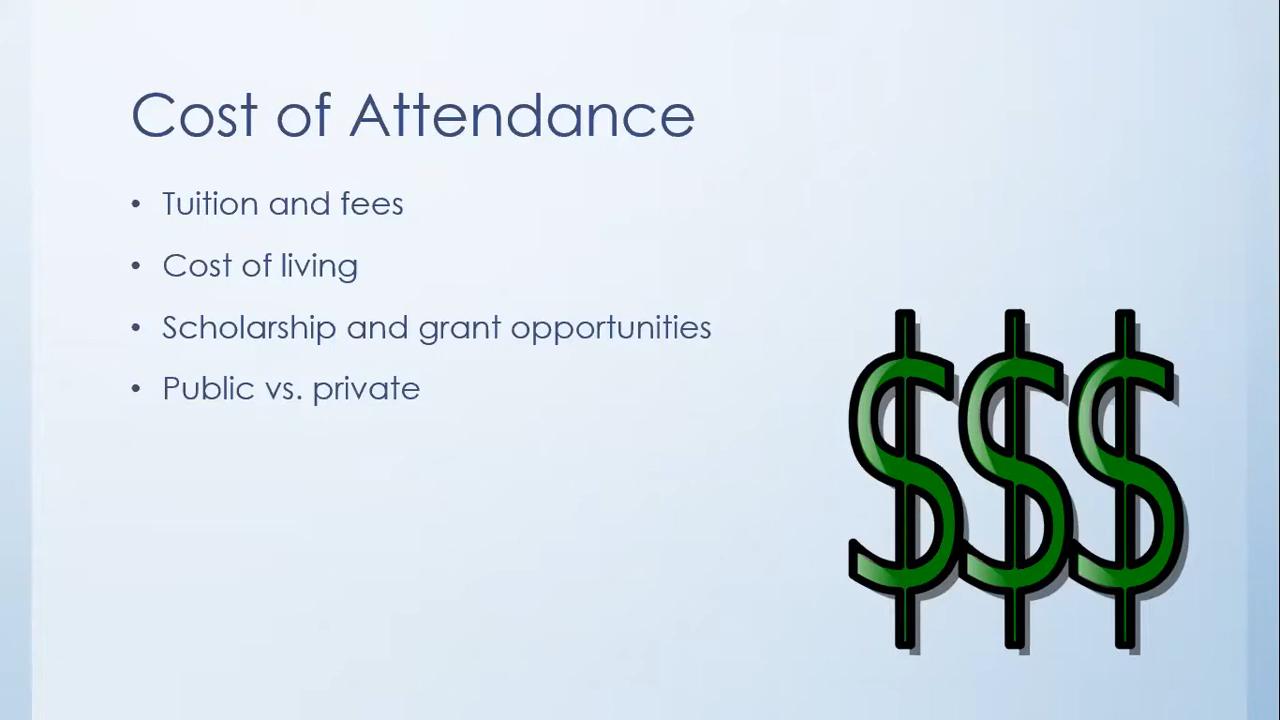 Cost of Attendance
• Tuition and fees
• Cost of living
• Scholarship and grant opportunities
• Public vs. private
$$$